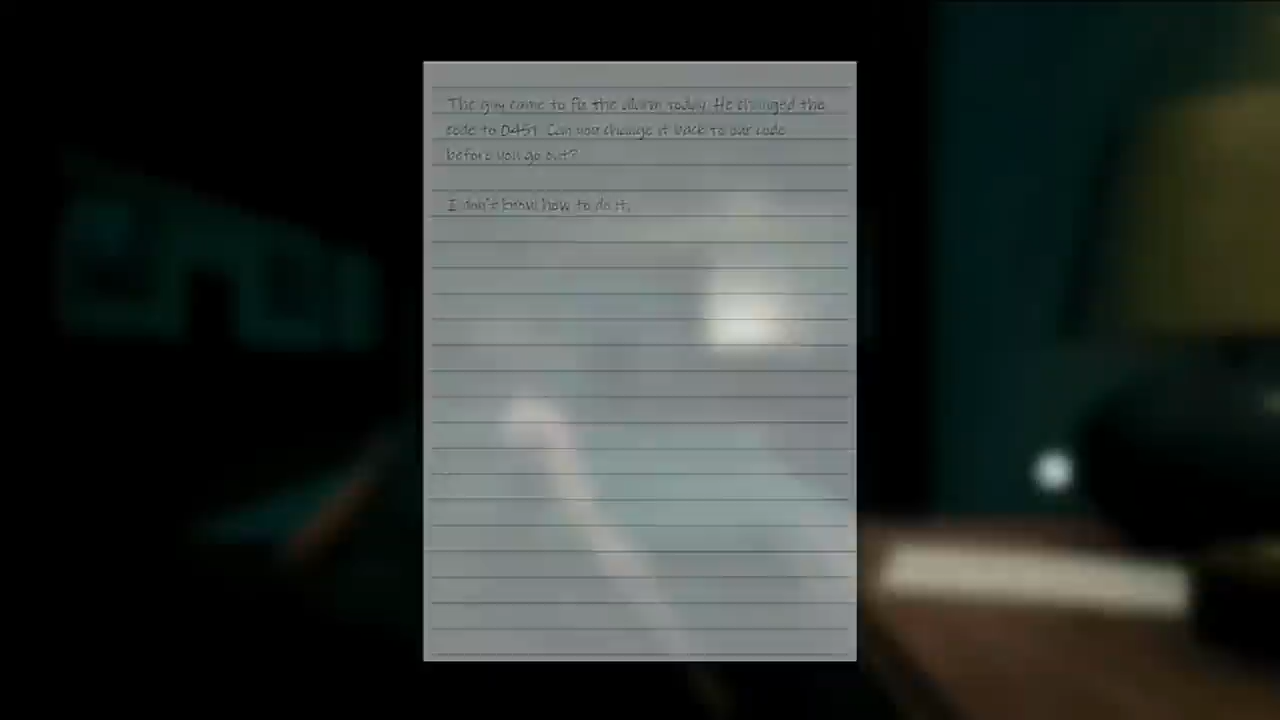 The guy came to fix the alarm today. He changed the
code to 0451. Can you change it back to our code
before you go out?
I don't know how to do it.